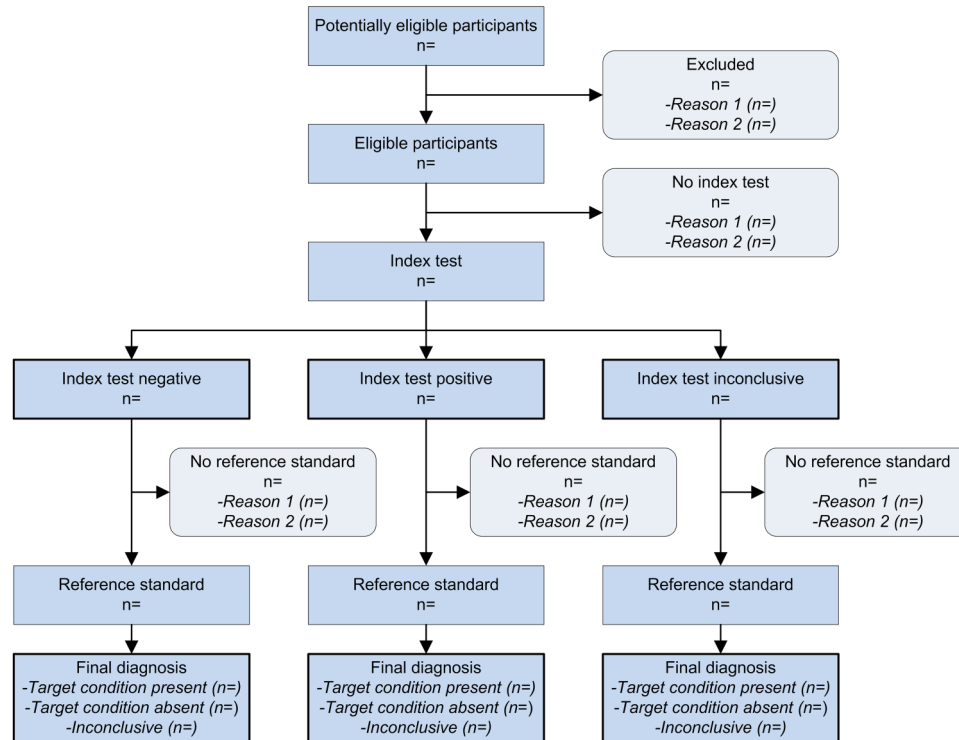 Potentially eligible participants
n=
Excluded
n=
-Reason 1 (n=)
-Reason 2 (n=)
Eligible participants
n=
No index test
n=
-Reason 1 (n=)
-Reason 2 (n=)
Index test
n=
Index test negative
n=
Index test positive
n=
Index test inconclusive
n=
No reference standard
n=
-Reason 1 (n=)
-Reason 2 (n=)
No reference standard
n=
-Reason 1 (n=)
-Reason 2 (n=)
No reference standard
n=
-Reason 1 (n=)
-Reason 2 (n=)
Reference standard
n=
Reference standard
n=
Reference standard
n=
Final diagnosis
-Target condition present (n=)
-Target condition absent (n=)
-Inconclusive (n=)
Final diagnosis
-Target condition present (n=)
-Target condition absent (n=)
-Inconclusive (n=)
Final diagnosis
-Target condition present (n=)
-Target condition absent (n=)
-Inconclusive (n=)